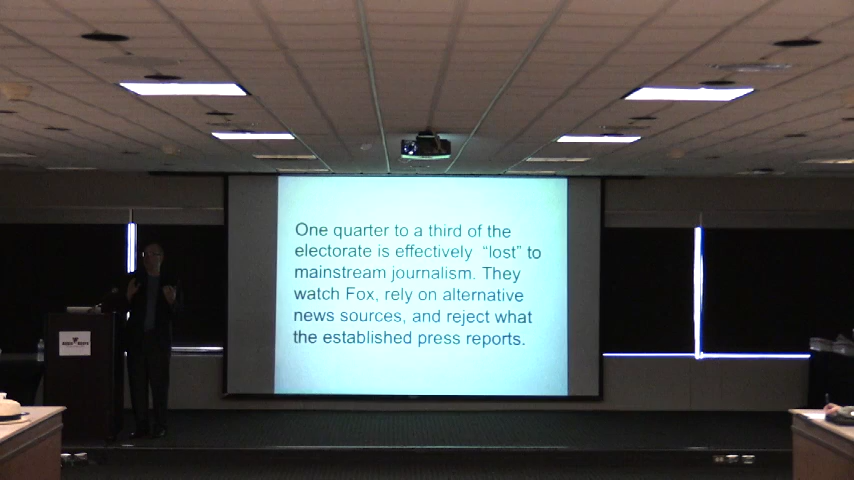 One quarter to a third of the
electorate is effectively “lost” to
mainstream journalism. They
watch Fox, rely on alternative
news sources, and reject what
the established press reports.